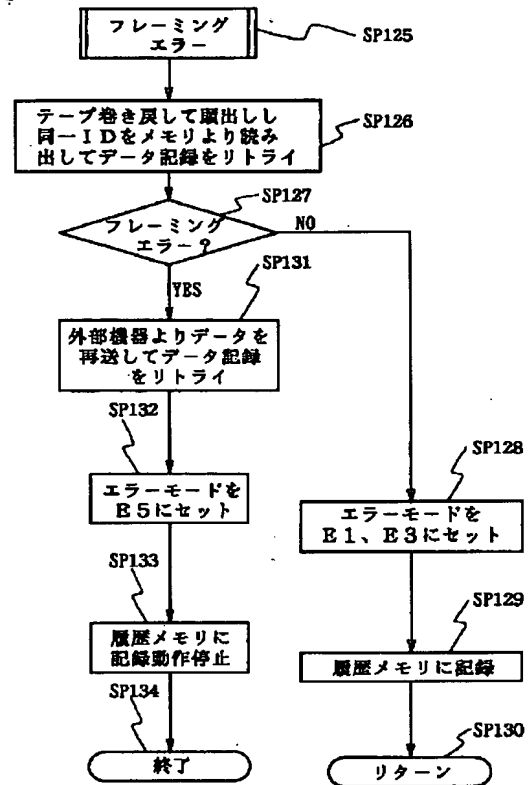 フレーミング
エラー
SP125
テープ巻き戻して頭出しし
同一IDをメモリより読み
出してデータ記録をリトライ
SP126
SP127
フレーミング
エラー?
NO
YES
SP131
外部機器よりデータを
再送してデータ記録
をリトライ
SP132
エラーモードを
E5にセット
SP128
エラーモードを
E1、E3にセット
SP133
履歴メモリに
記録動作停止
SP129
履歴メモリに記録
SP134
終了
SP130
リターン